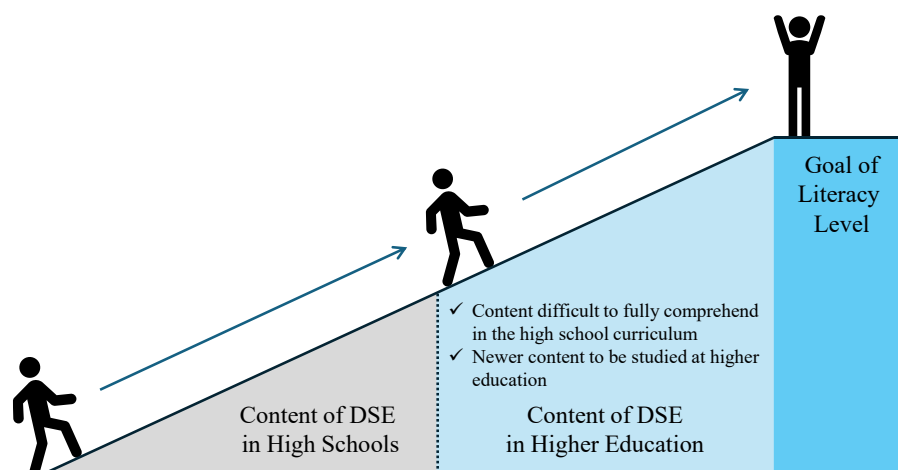 Goal of
Literacy
Level
✓ Content difficult to fully comprehend
in the high school curriculum
✓ Newer content to be studied at higher
education
Content of DSE
in High Schools
Content of DSE
in Higher Education